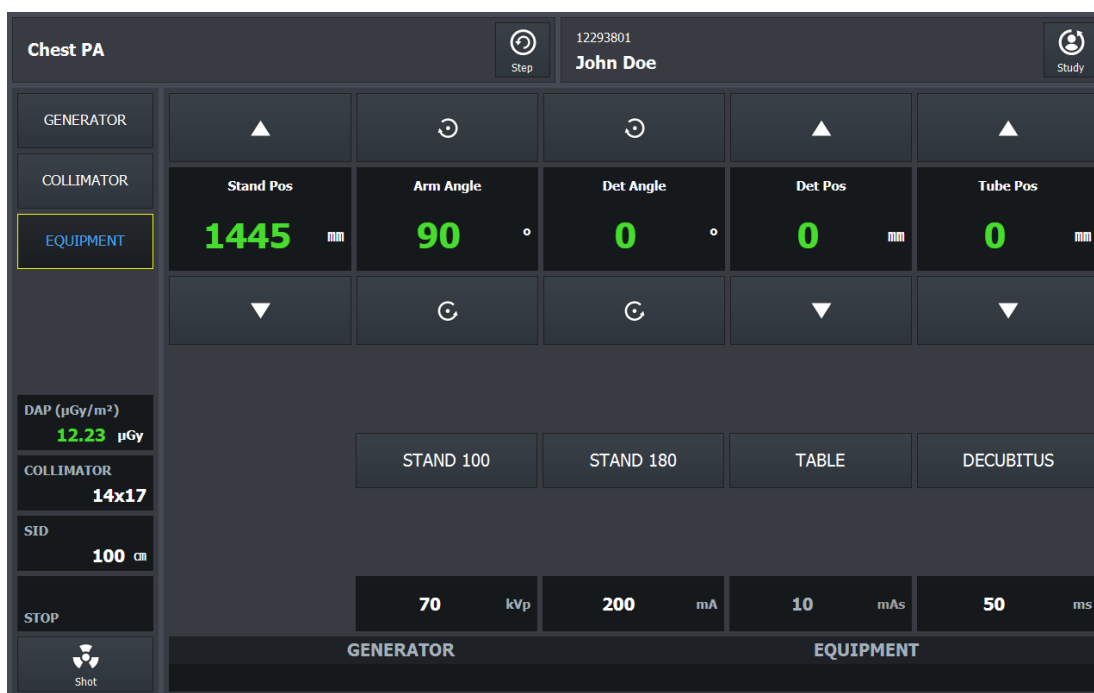 Chest PA
Step
12293801
John Doe
Study
GENERATOR
COLLIMATOR
EQUIPMENT
Stand Pos
1445 mm
Arm Angle
90 °
Det Angle
0 °
Det Pos
0 mm
Tube Pos
0 mm
DAP (µGy/m²)
12.23 µGy
COLLIMATOR
14x17
SID
100 cm
STOP
Shot
STAND 100
STAND 180
TABLE
DECUBITUS
70 kVp
200 mA
10 mAs
50 ms
GENERATOR
EQUIPMENT